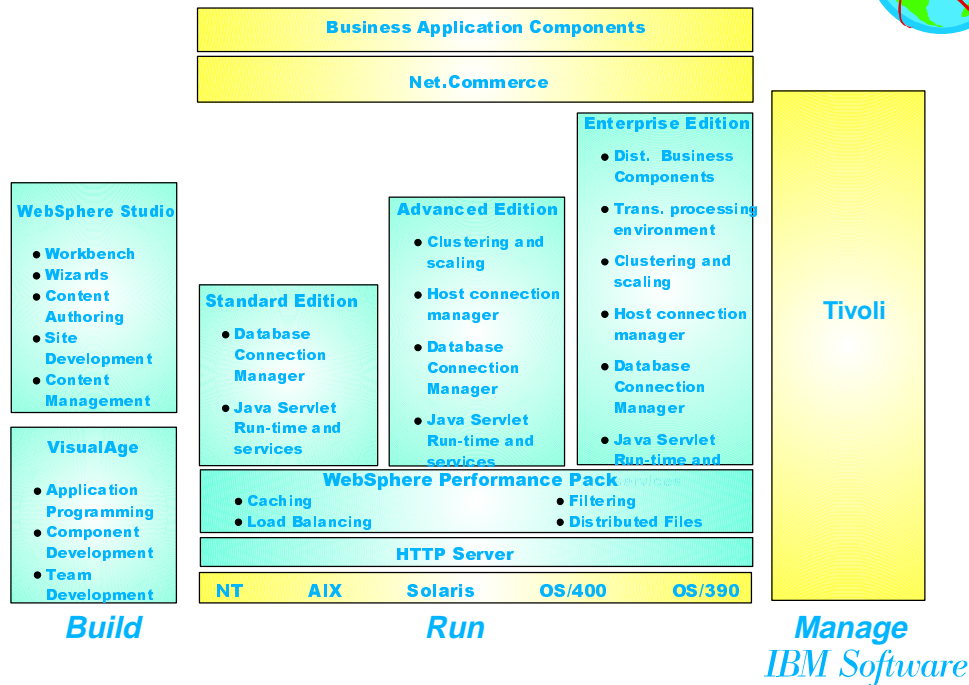 Business Application Components
Net.Commerce
WebSphere Studio
● Workbench
● Wizards
● Content
Authoring
● Site
Development
● Content
Management
VisualAge
● Application
Programming
● Component
Development
● Team
Development
Build
Standard Edition
● Database
Connection
Manager
● Java Servlet
Run-time and
services
Advanced Edition
● Clustering and
scaling
● Host connection
manager
● Database
Connection
Manager
● Java Servlet
Run-time and
services
Enterprise Edition
● Dist. Business
Components
● Trans. processing
environment
● Clustering and
scaling
● Host connection
manager
● Database
Connection
Manager
● Java Servlet
Run-time and
services
WebSphere Performance Pack
● Caching
● Load Balancing
● Filtering
● Distributed Files
HTTP Server
NT AIX Solaris OS/400 OS/390
Run
Tivoli
Manage
IBM Software